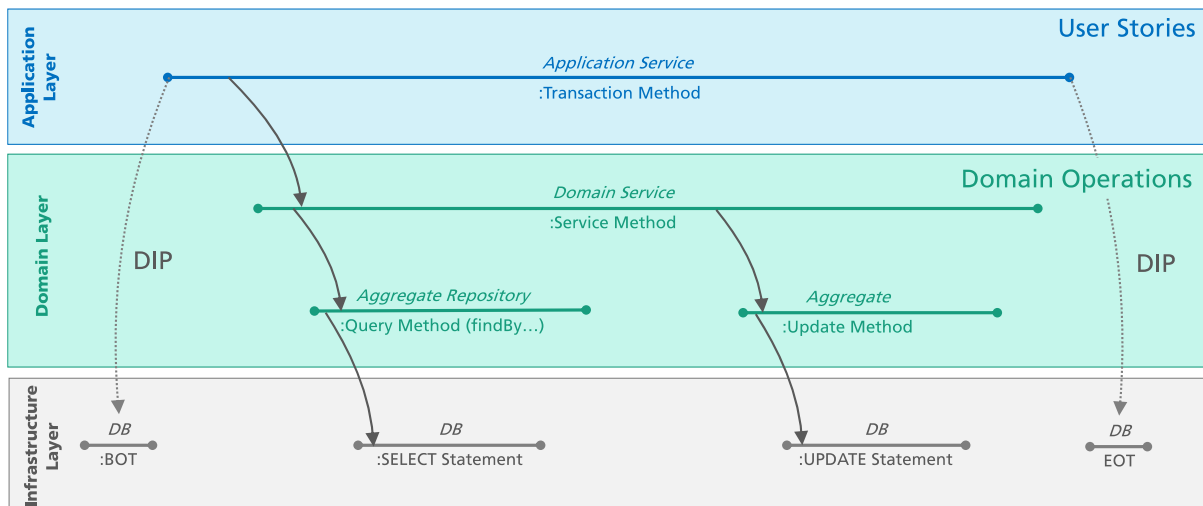 User Stories
Application
Layer
Application Service
:Transaction Method
Domain Operations
Domain Layer
Domain Service
:Service Method
DIP
DIP
Aggregate Repository
:Query Method (findBy...)
Aggregate
:Update Method
Infrastructure
Layer
DB
:BOT
DB
:SELECT Statement
DB
:UPDATE Statement
DB
EOT